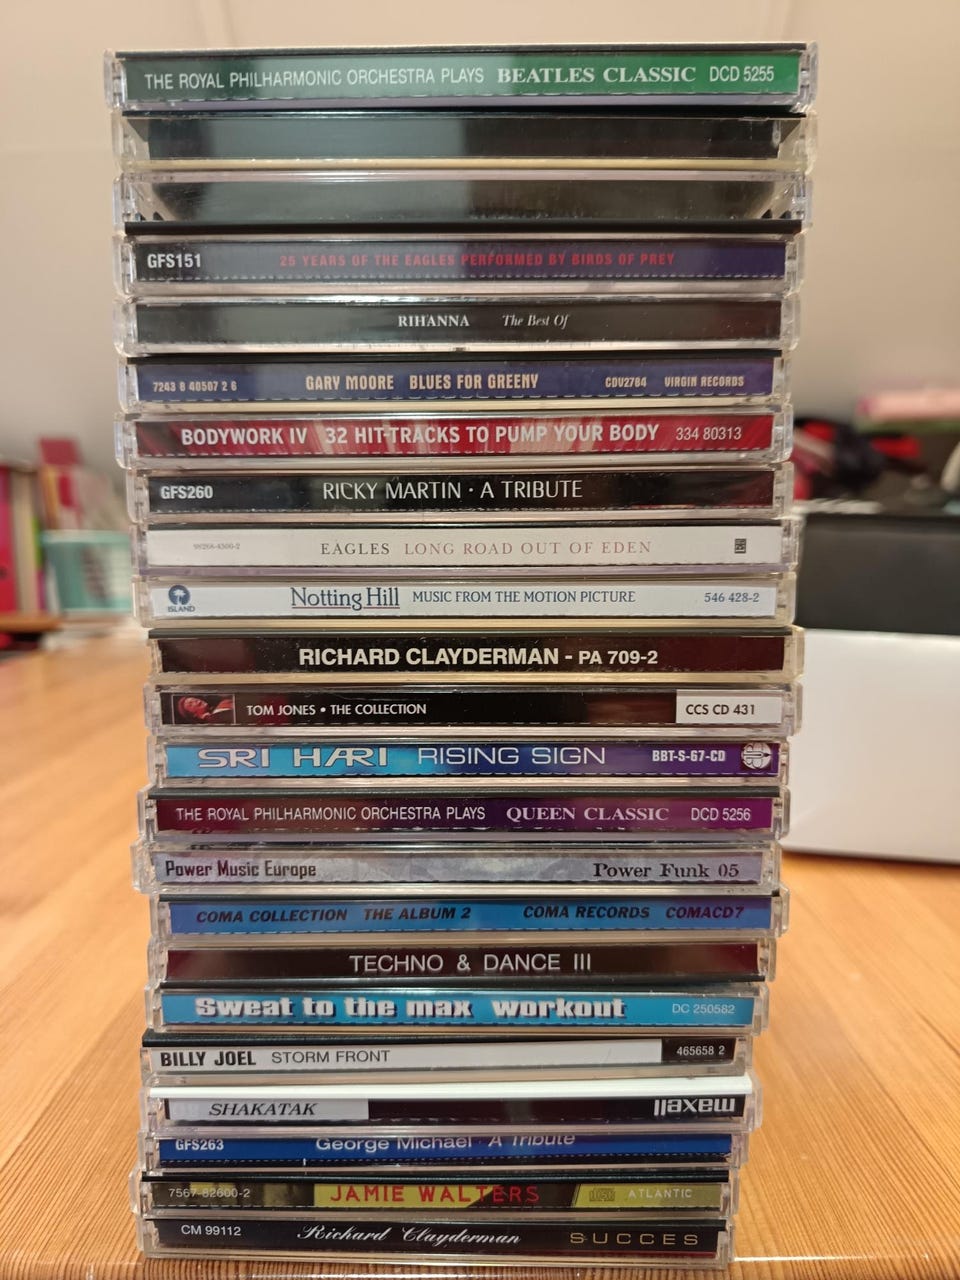 THE ROYAL PHILHARMONIC ORCHESTRA PLAYS BEATLES CLASSIC DCD 5255
GFS151 25 YEARS OF THE EAGLES PERFORMED BY BIRDS OF PREY
RIHANNA The Best Of
7243 8 40507 2 6 GARY MOORE BLUES FOR GREENY CDV2784 VIRGIN RECORDS
BODYWORK IV 32 HIT-TRACKS TO PUMP YOUR BODY 334 80313
GFS260 RICKY MARTIN · A TRIBUTE
EAGLES LONG ROAD OUT OF EDEN
ISLAND Notting Hill MUSIC FROM THE MOTION PICTURE 546 428-2
RICHARD CLAYDERMAN - PA 709-2
TOM JONES • THE COLLECTION CCS CD 431
SRI HARI RISING SIGN BBT-S-67-CD
THE ROYAL PHILHARMONIC ORCHESTRA PLAYS QUEEN CLASSIC DCD 5256
Power Music Europe Power Funk 05
COMA COLLECTION THE ALBUM 2 COMA RECORDS COMACD7
TECHNO & DANCE III
Sweat to the max workout DC 250582
BILLY JOEL STORM FRONT 465658 2
SHAKATAK maxell
GFS263 George Michael · A Tribute
7567-82600-2 JAMIE WALTERS ATLANTIC
CM 99112 Richard Clayderman SUCCES